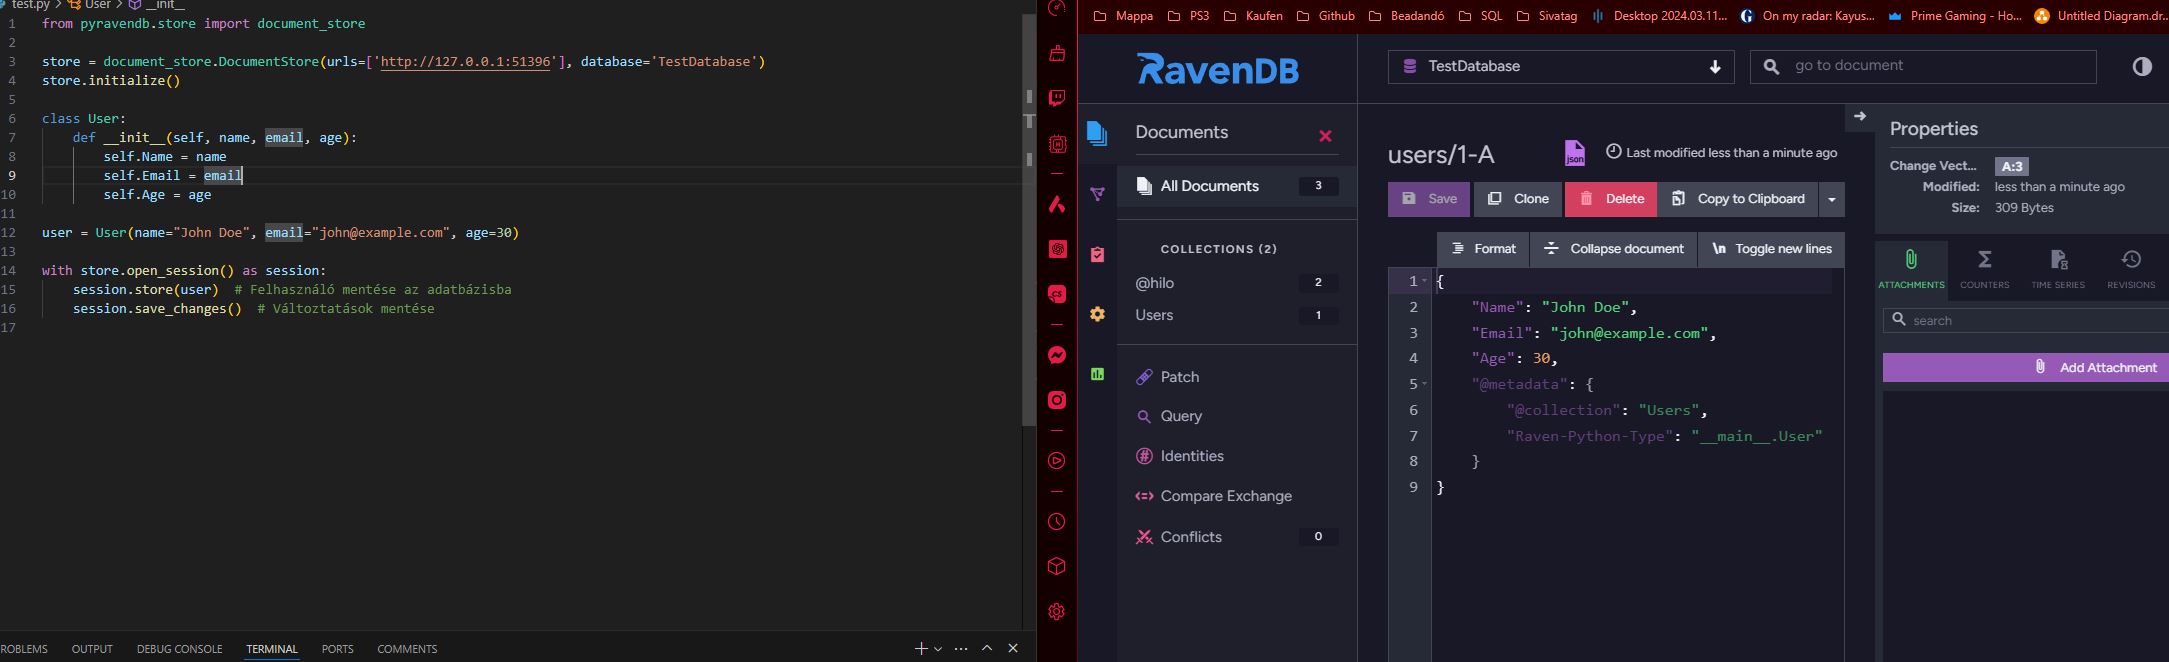 test.py > User > __init__
1 from pyravendb.store import document_store
2
3 store = document_store.DocumentStore(urls=['http://127.0.0.1:51396'], database='TestDatabase')
4 store.initialize()
5
6 class User:
7 def __init__(self, name, email, age):
8 self.Name = name
9 self.Email = email
10 self.Age = age
11
12 user = User(name="John Doe", email="john@example.com", age=30)
13
14 with store.open_session() as session:
15 session.store(user) # Felhasználó mentése az adatbázisba
16 session.save_changes() # Változtatások mentése
17
ROBLEMS OUTPUT DEBUG CONSOLE TERMINAL PORTS COMMENTS
Mappa PS3 Kaufen Github Beadandó SQL Sivatag Desktop 2024.03.11... On my radar: Kayus... Prime Gaming - Ho... Untitled Diagram.dr...
RavenDB
TestDatabase
go to document
Documents
All Documents 3
COLLECTIONS (2)
@hilo 2
Users 1
Patch
Query
Identities
Compare Exchange
Conflicts 0
users/1-A
json
Last modified less than a minute ago
Save Clone Delete Copy to Clipboard
Format Collapse document \n Toggle new lines
1 {
2 "Name": "John Doe",
3 "Email": "john@example.com",
4 "Age": 30,
5 "@metadata": {
6 "@collection": "Users",
7 "Raven-Python-Type": "__main__.User"
8 }
9 }
Properties
Change Vect... A:3
Modified: less than a minute ago
Size: 309 Bytes
ATTACHMENTS COUNTERS TIME SERIES REVISIONS
search
Add Attachment